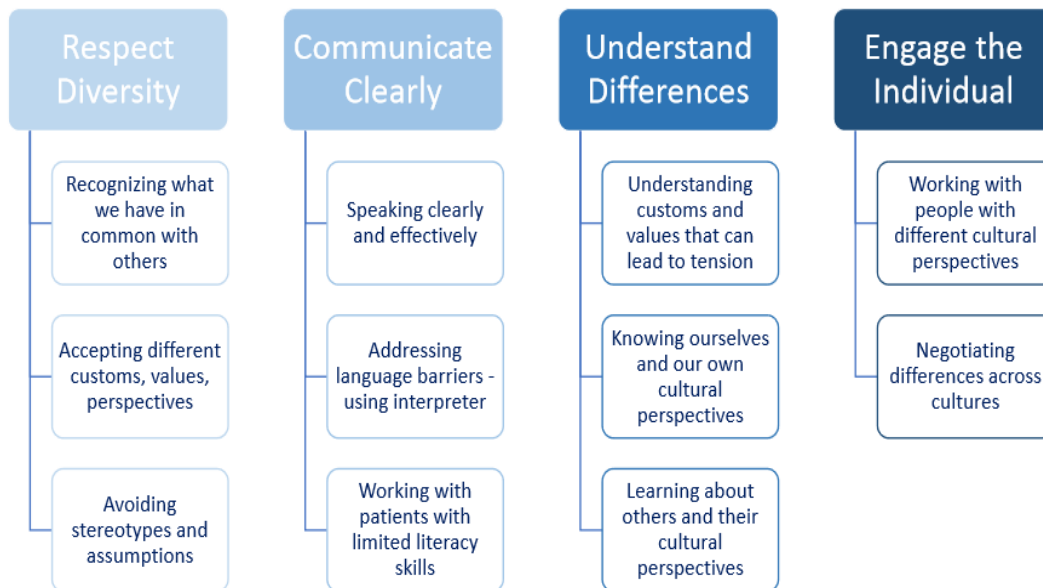 Respect
Diversity
Recognizing what
we have in
common with
others
Accepting different
customs, values,
perspectives
Avoiding
stereotypes and
assumptions
Communicate
Clearly
Speaking clearly
and effectively
Addressing
language barriers -
using interpreter
Working with
patients with
limited literacy
skills
Understand
Differences
Understanding
customs and
values that can
lead to tension
Knowing ourselves
and our own
cultural
perspectives
Learning about
others and their
cultural
perspectives
Engage the
Individual
Working with
people with
different cultural
perspectives
Negotiating
differences across
cultures